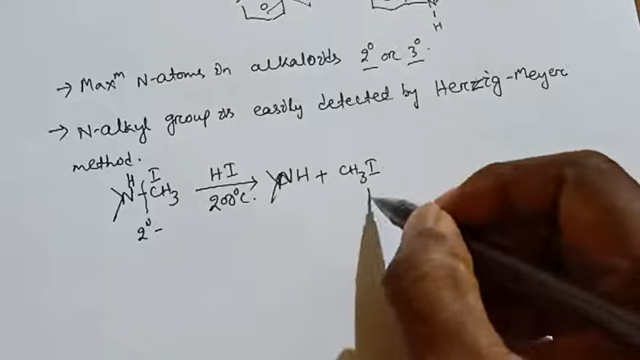 N
H
→ Maxᵐ N-atoms in alkaloids 2° or 3°.
→ N-alkyl group is easily detected by Herzig-Meyer
method.
H I
N CH₃ HI 200°C. NH + CH₃I
2° -